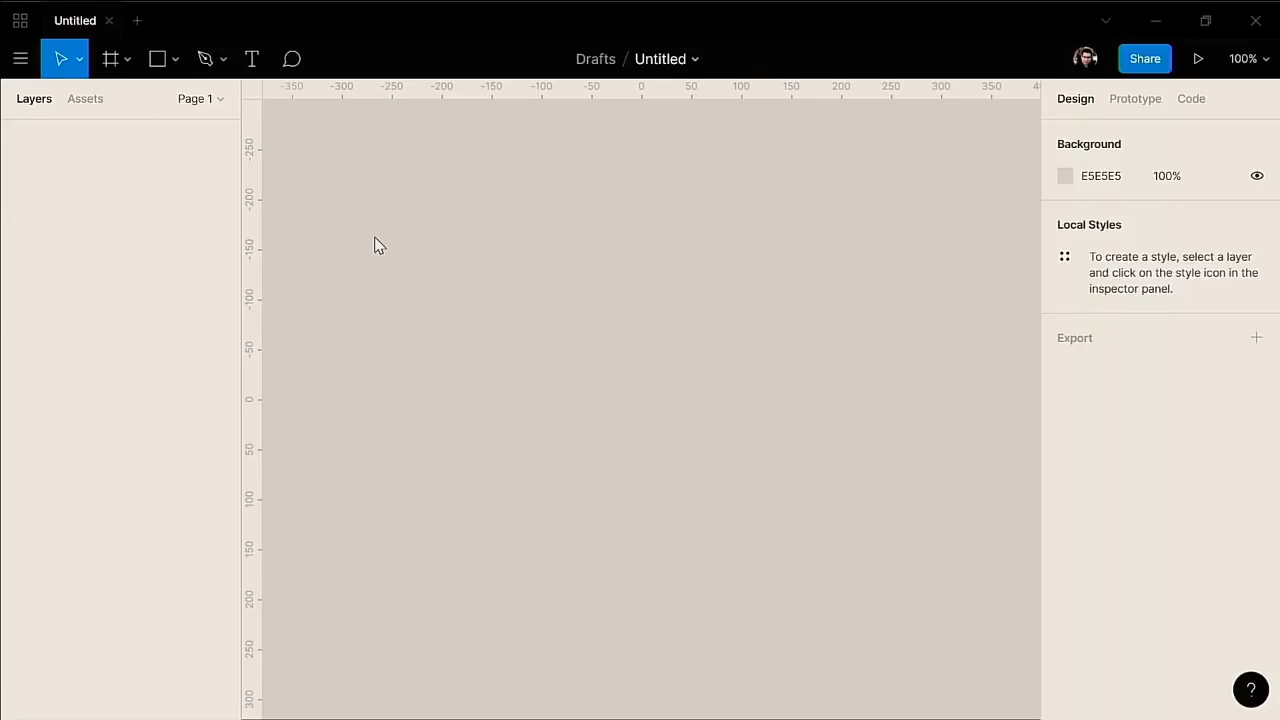 Untitled
Drafts / Untitled
Share
100%
Layers
Assets
Page 1
-350 -300 -250 -200 -150 -100 -50 0 50 100 150 200 250 300 350
-250
-200
-150
-100
-50
0
50
100
150
200
250
300
Design
Prototype
Code
Background
E5E5E5
100%
Local Styles
To create a style, select a layer
and click on the style icon in the
inspector panel.
Export
?